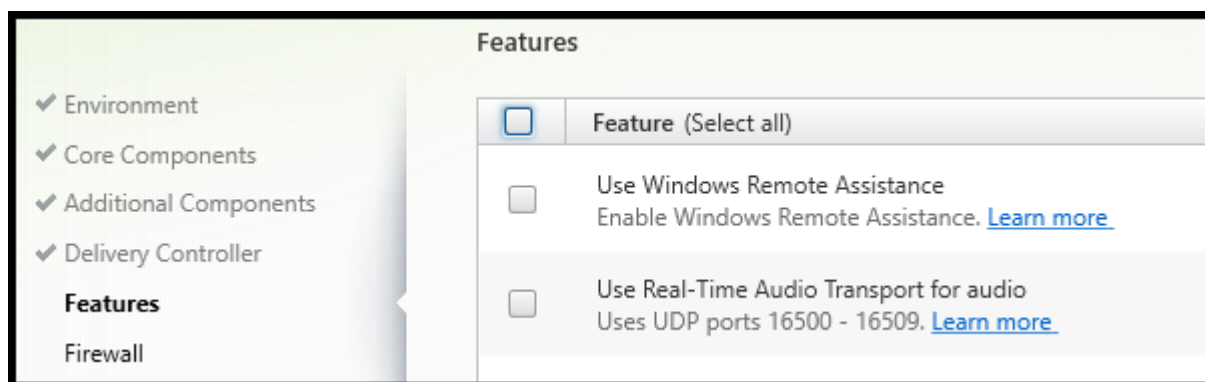 Features
Environment
Core Components
Additional Components
Delivery Controller
Features
Firewall
Feature (Select all)
Use Windows Remote Assistance
Enable Windows Remote Assistance. Learn more
Use Real-Time Audio Transport for audio
Uses UDP ports 16500 - 16509. Learn more